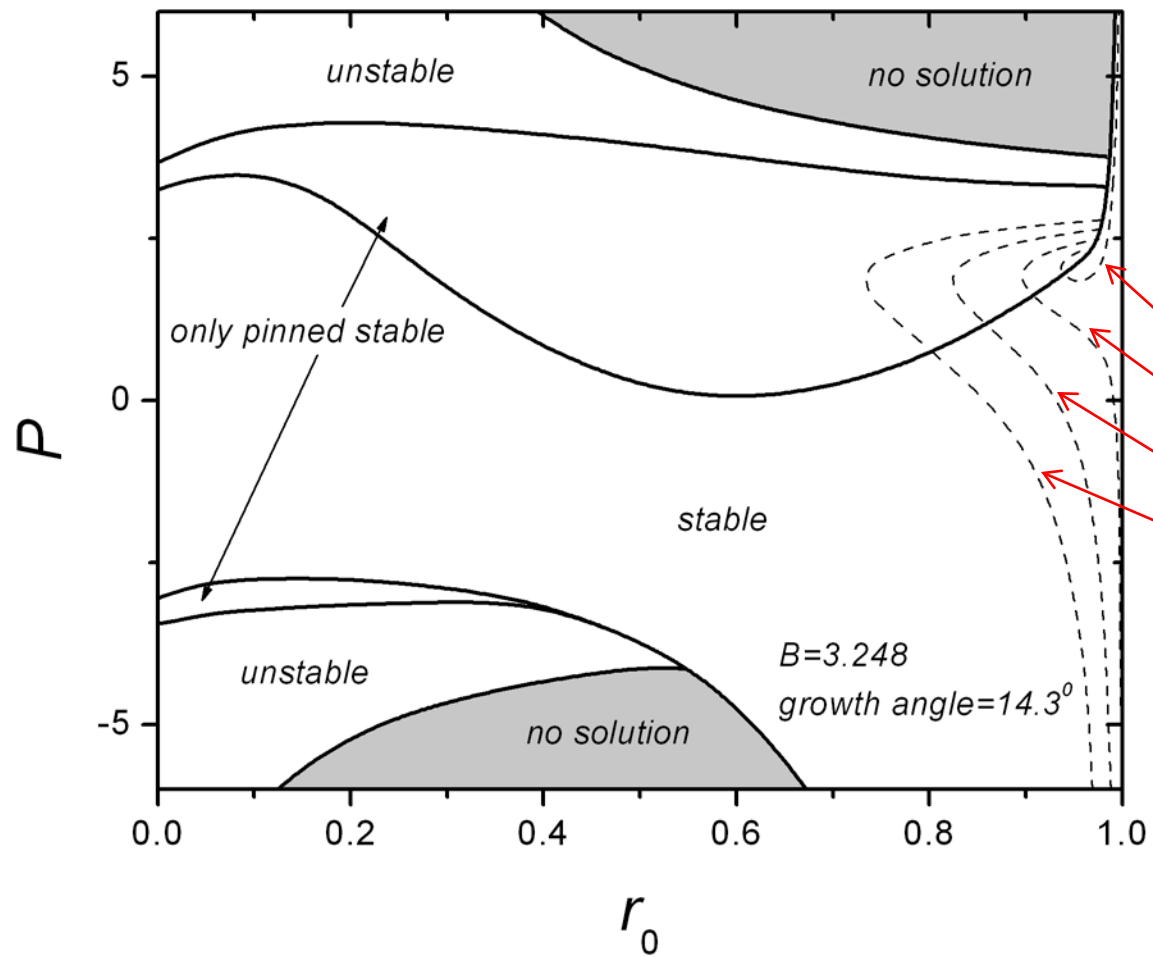 unstable
no solution
5
only pinned stable
0
P
stable
unstable
B=3.248
growth angle=14.3⁰
no solution
-5
0.0 0.2 0.4 0.6 0.8 1.0
r₀